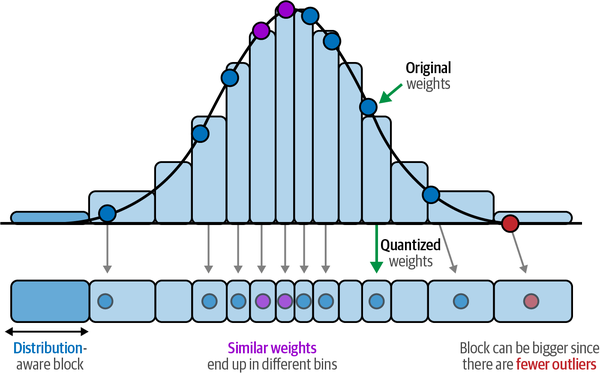 Original
weights
Quantized
weights
Distribution-
aware block
Similar weights
end up in different bins
Block can be bigger since
there are fewer outliers